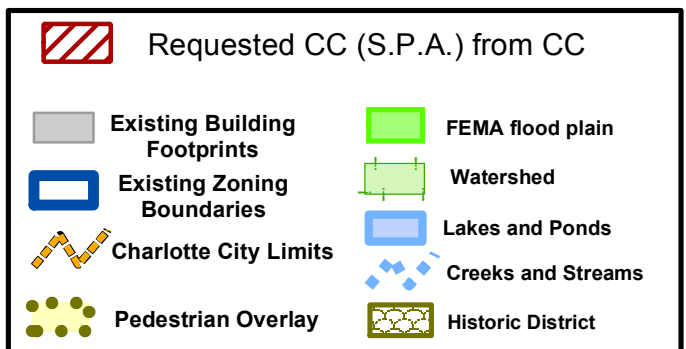 Requested CC (S.P.A.) from CC
Existing Building
Footprints
Existing Zoning
Boundaries
Charlotte City Limits
Pedestrian Overlay
FEMA flood plain
Watershed
Lakes and Ponds
Creeks and Streams
Historic District